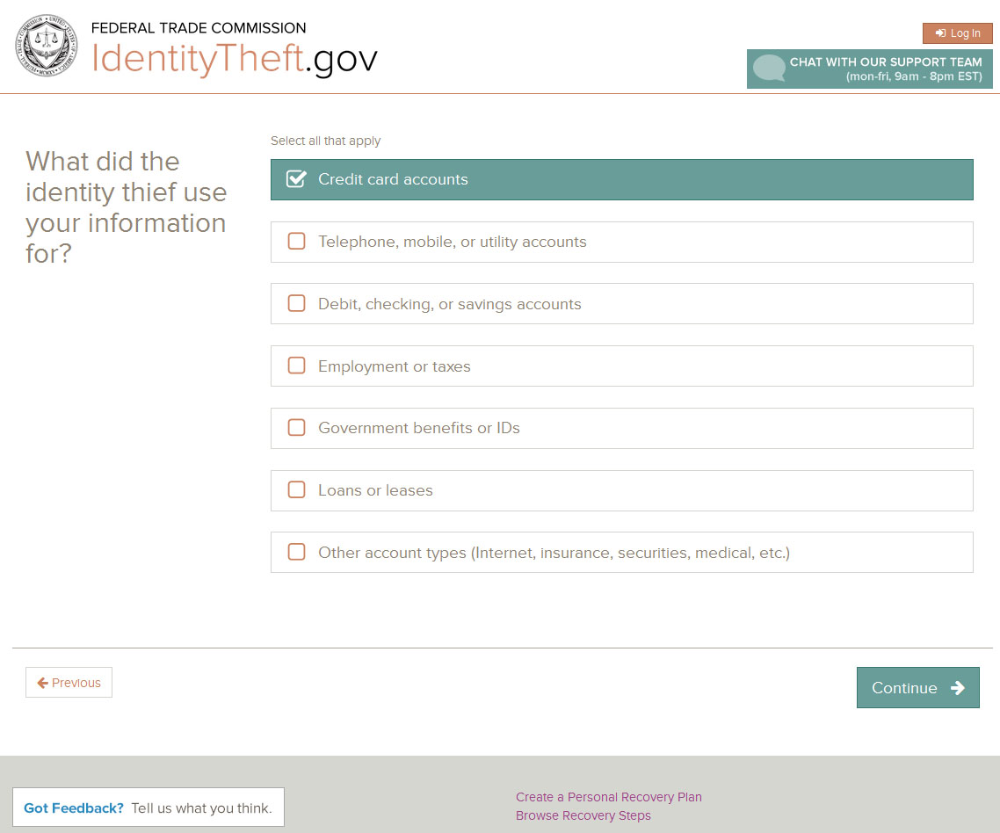 FEDERAL TRADE COMMISSION
IdentityTheft.gov
Log In
CHAT WITH OUR SUPPORT TEAM
(mon-fri, 9am - 8pm EST)
What did the
identity thief use
your information
for?
Select all that apply
Credit card accounts
Telephone, mobile, or utility accounts
Debit, checking, or savings accounts
Employment or taxes
Government benefits or IDs
Loans or leases
Other account types (Internet, insurance, securities, medical, etc.)
Previous
Continue
Got Feedback? Tell us what you think.
Create a Personal Recovery Plan
Browse Recovery Steps